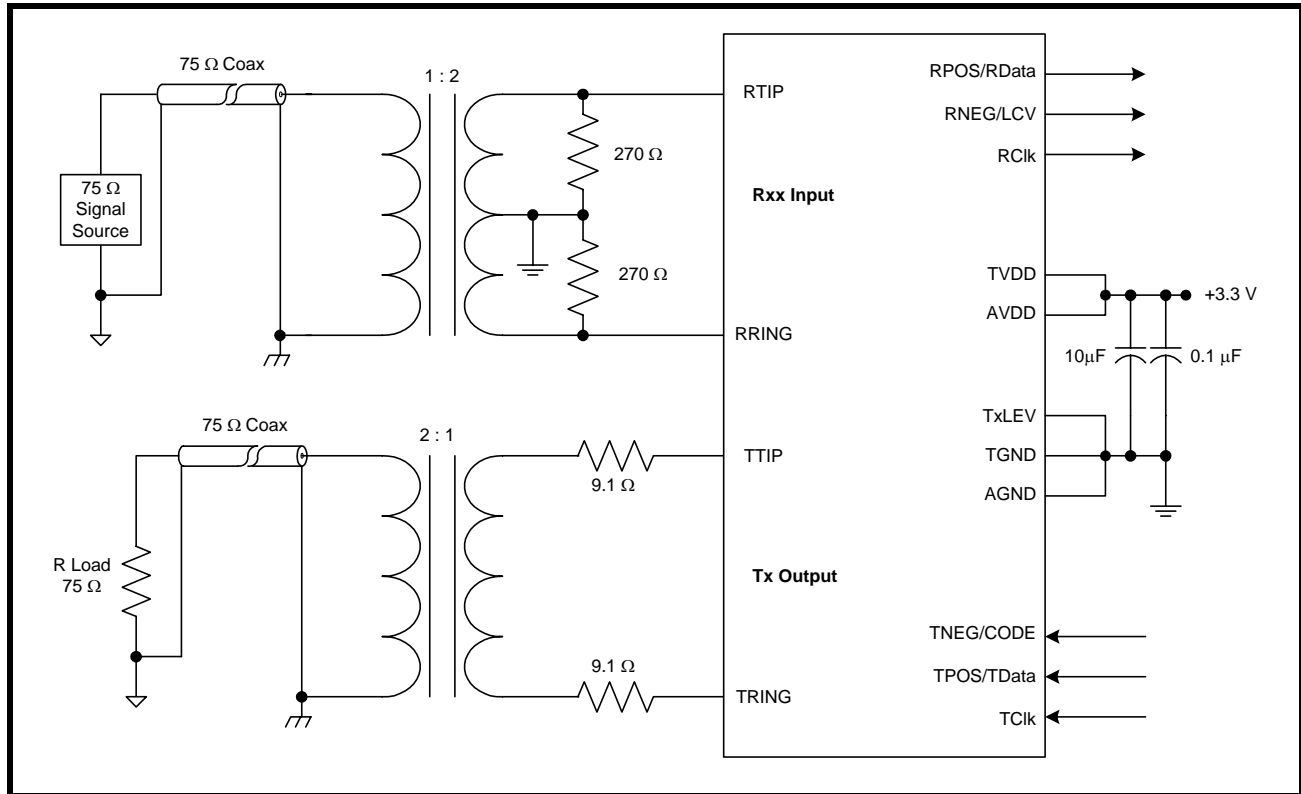 75 Ω Coax
1 : 2
75 Ω
Signal
Source
270 Ω
270 Ω
RTIP
Rxx Input
RRING
RPOS/RData
RNEG/LCV
RClk
TVDD
AVDD
+3.3 V
10μF
0.1 μF
TxLEV
TGND
AGND
75 Ω Coax
2 : 1
R Load
75 Ω
9.1 Ω
9.1 Ω
TTIP
Tx Output
TRING
TNEG/CODE
TPOS/TData
TClk